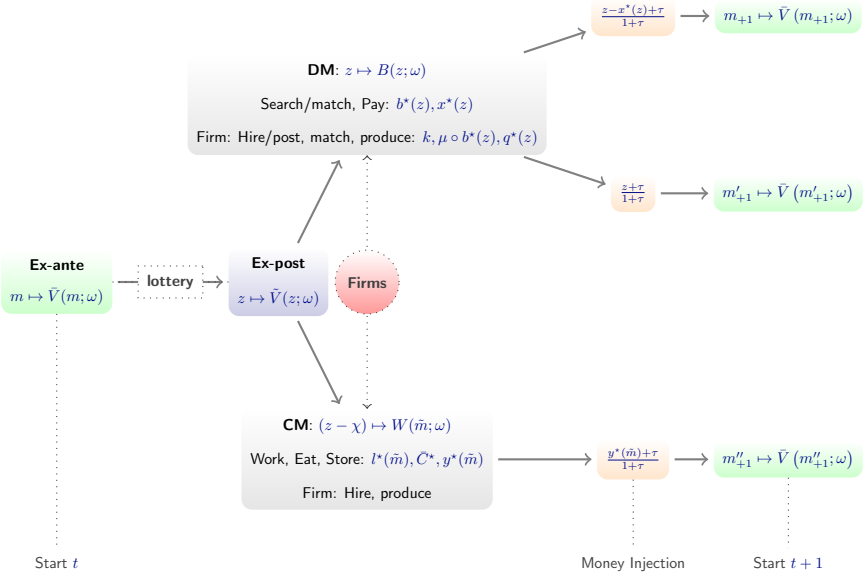 z−x⋆(z)+τ / 1+τ
m₊₁ ↦ V̄ (m₊₁; ω)
DM: z ↦ B(z; ω)
Search/match, Pay: b⋆(z), x⋆(z)
Firm: Hire/post, match, produce: k, μ ∘ b⋆(z), q⋆(z)
z+τ / 1+τ
m′₊₁ ↦ V̄ (m′₊₁; ω)
Ex-ante
m ↦ V̄(m; ω)
lottery
Ex-post
z ↦ Ṽ(z; ω)
Firms
CM: (z − χ) ↦ W(m̃; ω)
Work, Eat, Store: l⋆(m̃), C̄⋆, y⋆(m̃)
Firm: Hire, produce
y⋆(m̃)+τ / 1+τ
m″₊₁ ↦ V̄ (m″₊₁; ω)
Start t
Money Injection
Start t + 1